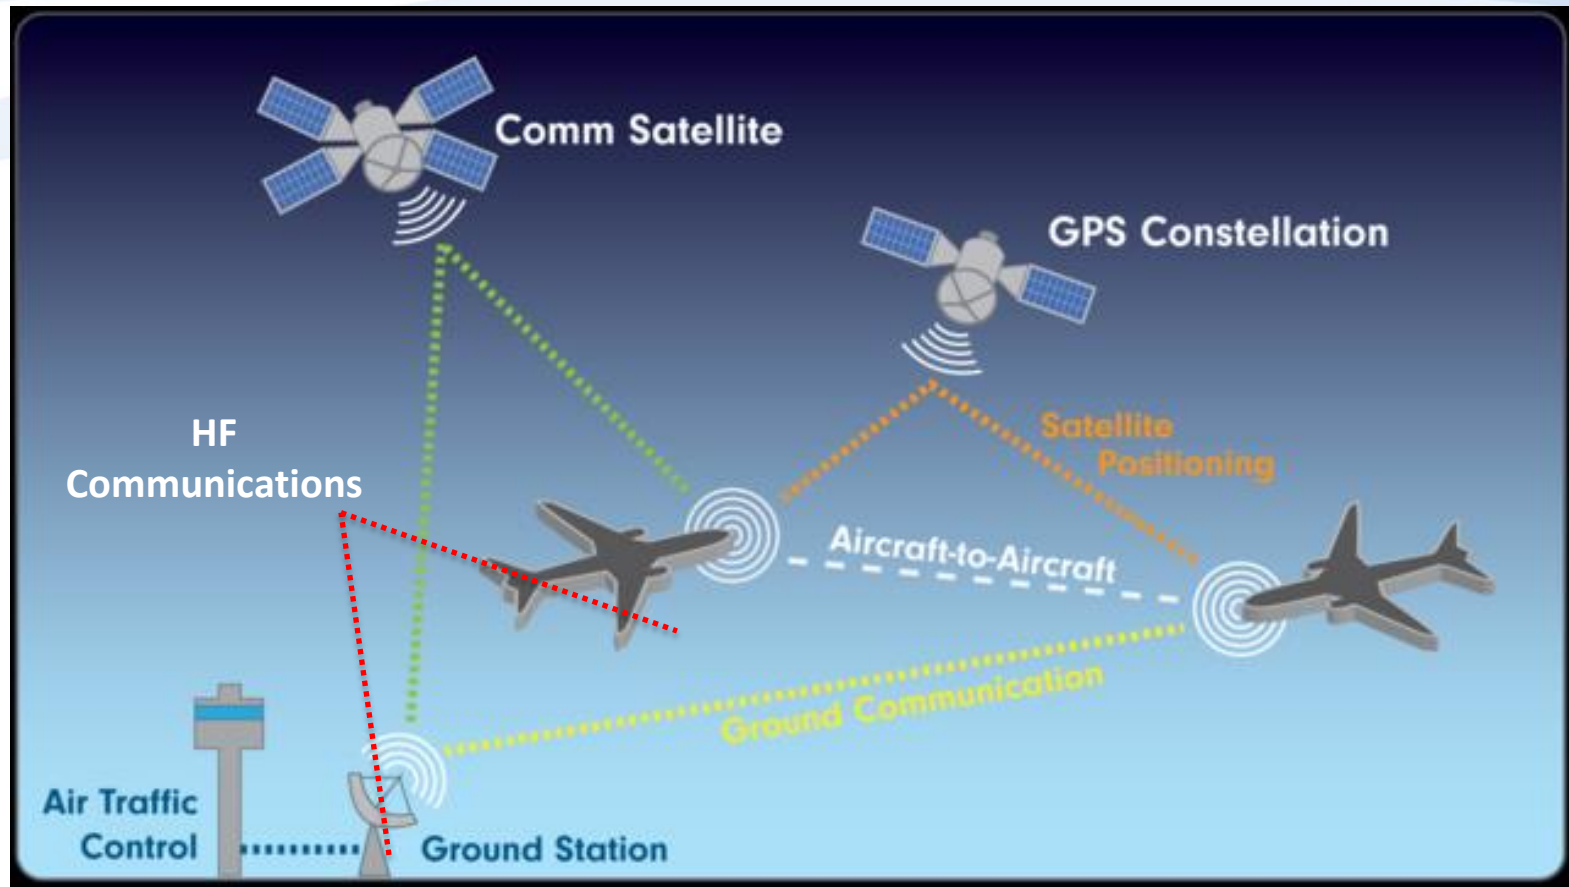 Comm Satellite
GPS Constellation
HF
Communications
Satellite
Positioning
Aircraft-to-Aircraft
Ground Communication
Air Traffic
Control
Ground Station